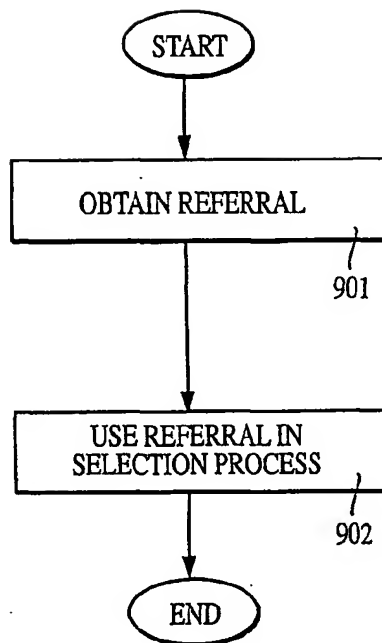 START
OBTAIN REFERRAL
901
USE REFERRAL IN
SELECTION PROCESS
902
END